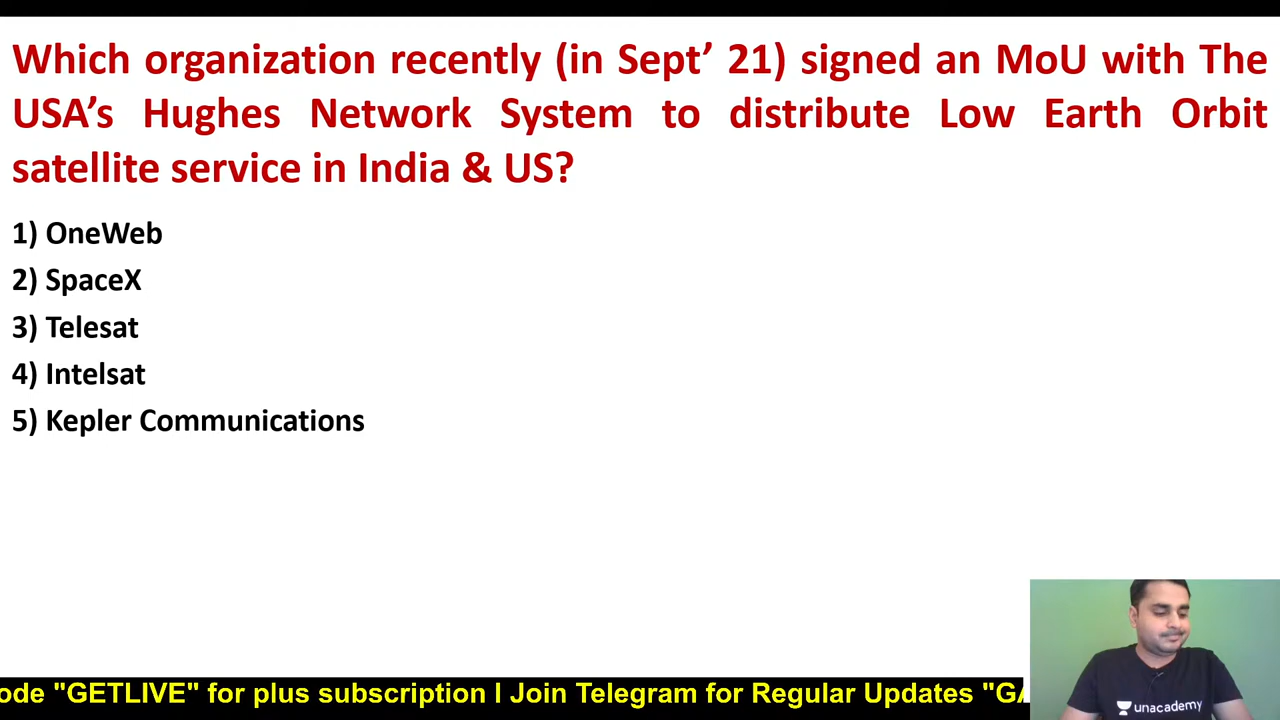 Which organization recently (in Sept’ 21) signed an MoU with The
USA’s Hughes Network System to distribute Low Earth Orbit
satellite service in India & US?
1) OneWeb
2) SpaceX
3) Telesat
4) Intelsat
5) Kepler Communications
ode "GETLIVE" for plus subscription I Join Telegram for Regular Updates "GA
unacademy